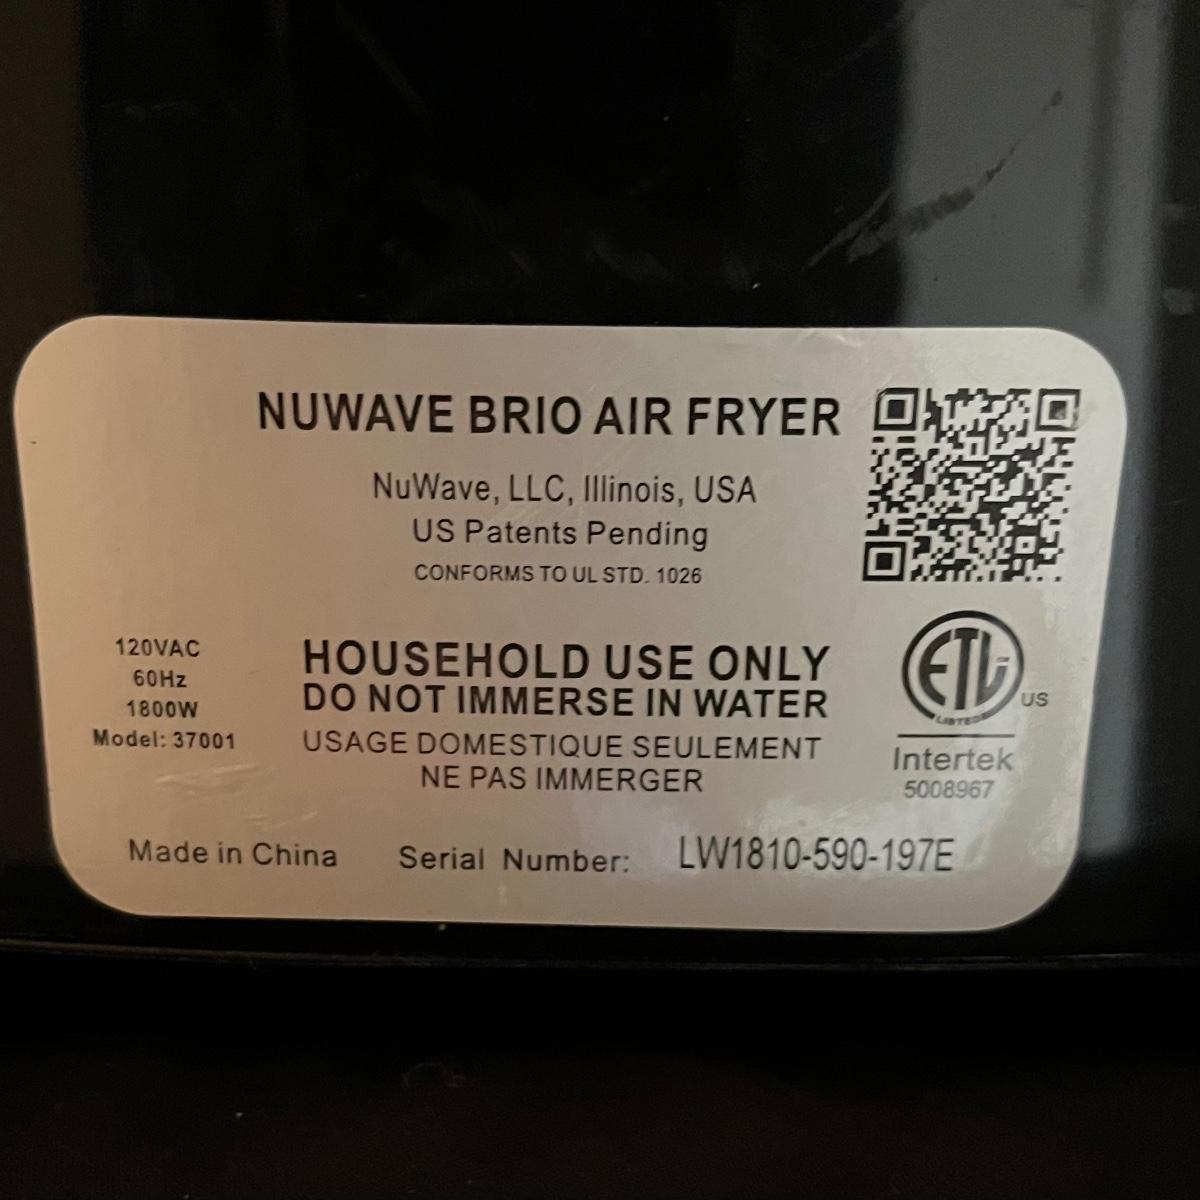 NUWAVE BRIO AIR FRYER
NuWave, LLC, Illinois, USA
US Patents Pending
CONFORMS TO UL STD. 1026
120VAC
60Hz
1800W
Model: 37001
HOUSEHOLD USE ONLY
DO NOT IMMERSE IN WATER
USAGE DOMESTIQUE SEULEMENT
NE PAS IMMERGER
ETL
LISTED
US
Intertek
5008967
Made in China
Serial Number: LW1810-590-197E